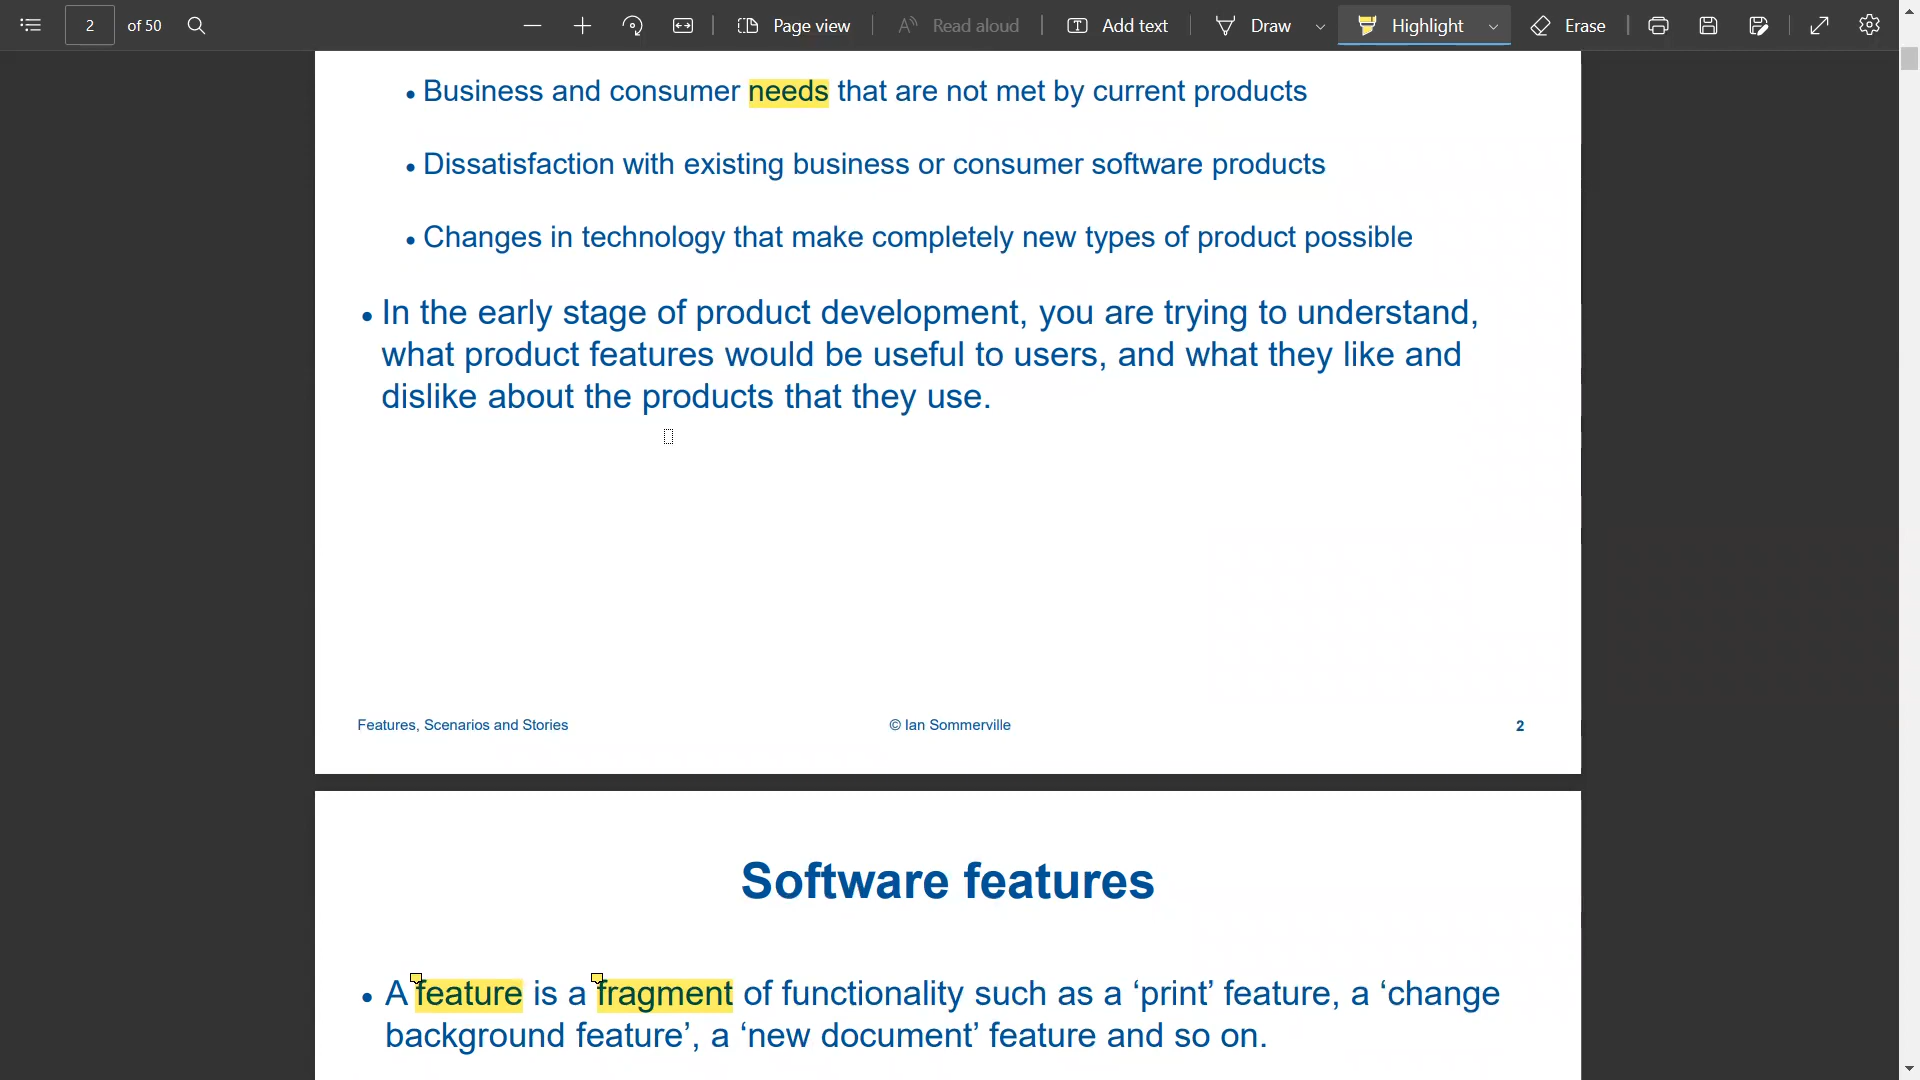 2 of 50 Page view Read aloud Add text Draw Highlight Erase
• Business and consumer needs that are not met by current products
• Dissatisfaction with existing business or consumer software products
• Changes in technology that make completely new types of product possible
• In the early stage of product development, you are trying to understand,
what product features would be useful to users, and what they like and
dislike about the products that they use.
Features, Scenarios and Stories © Ian Sommerville 2
Software features
• A feature is a fragment of functionality such as a ‘print’ feature, a ‘change
background feature’, a ‘new document’ feature and so on.